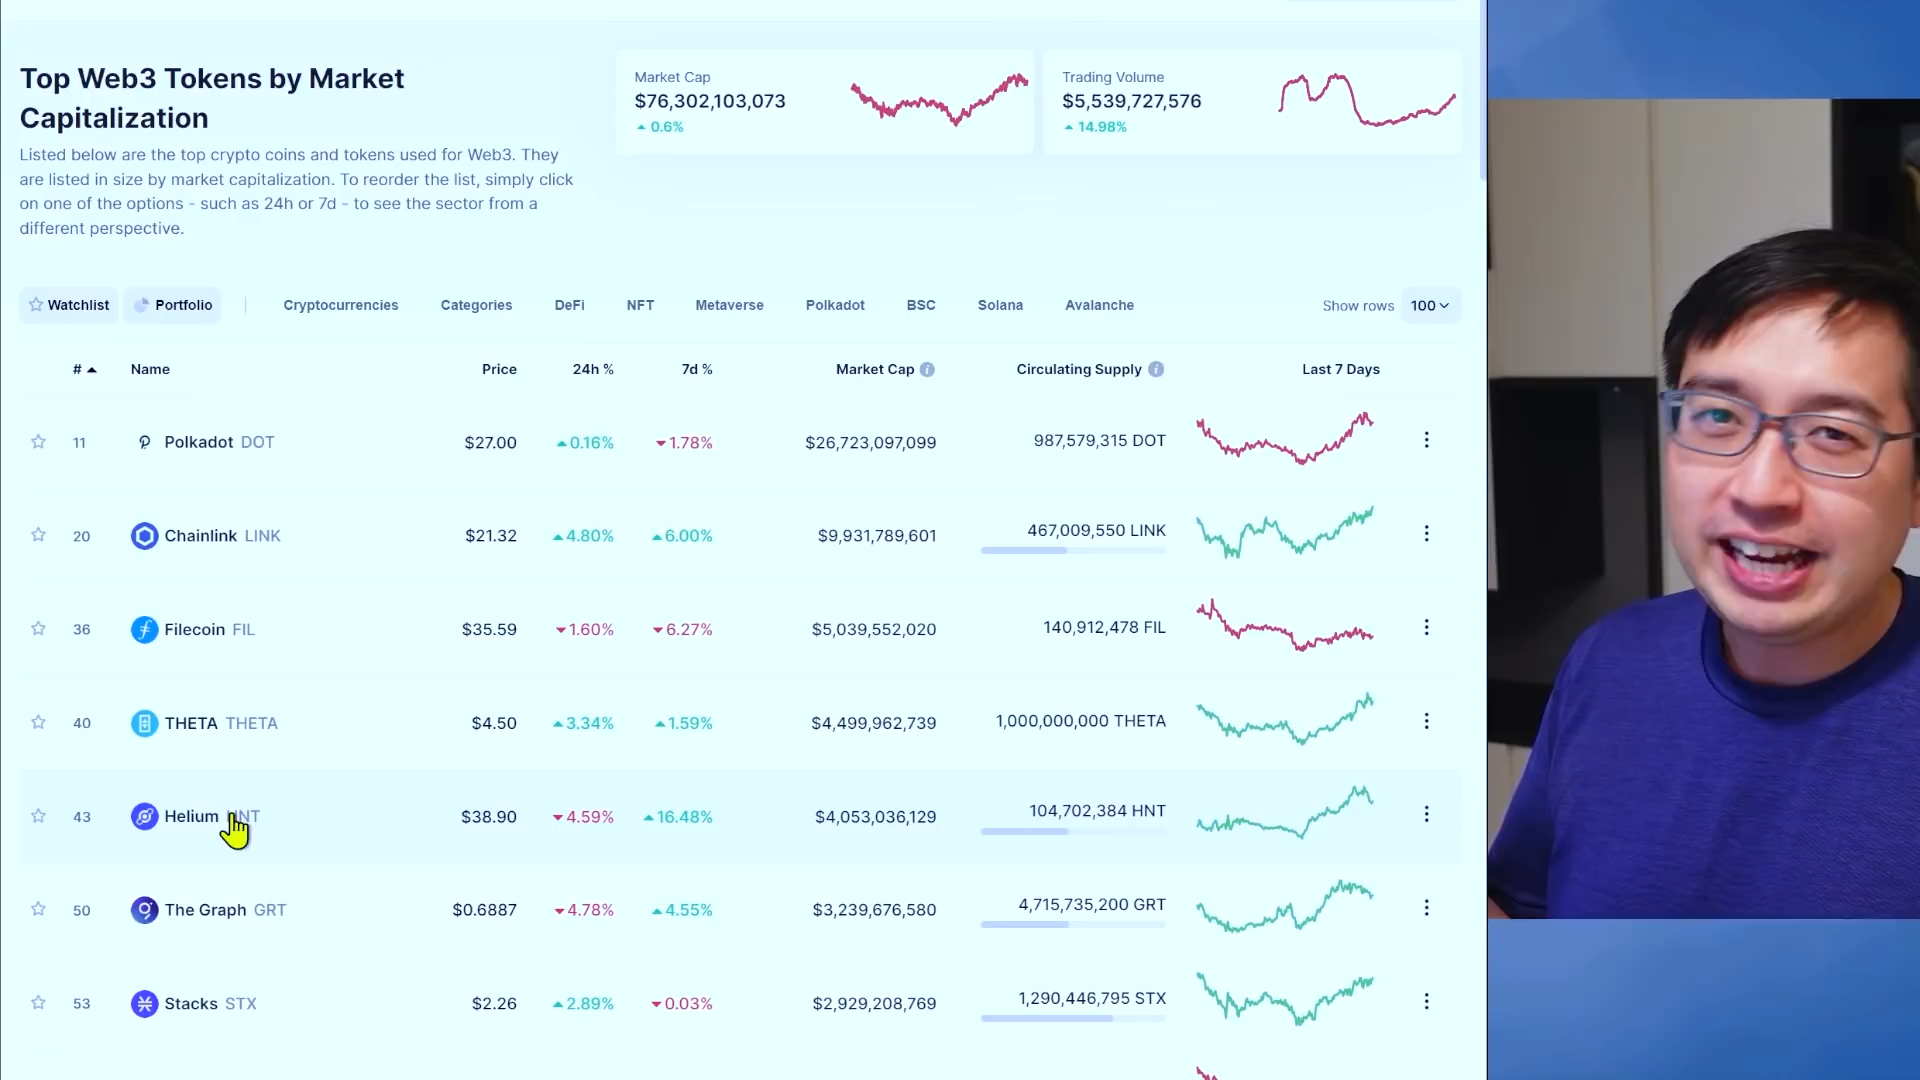 Top Web3 Tokens by Market
Capitalization
Listed below are the top crypto coins and tokens used for Web3. They
are listed in size by market capitalization. To reorder the list, simply click
on one of the options - such as 24h or 7d - to see the sector from a
different perspective.
Market Cap
$76,302,103,073
0.6%
Trading Volume
$5,539,727,576
14.98%
Watchlist Portfolio Cryptocurrencies Categories DeFi NFT Metaverse Polkadot BSC Solana Avalanche Show rows 100
# Name Price 24h % 7d % Market Cap Circulating Supply Last 7 Days
11 Polkadot DOT $27.00 0.16% 1.78% $26,723,097,099 987,579,315 DOT
20 Chainlink LINK $21.32 4.80% 6.00% $9,931,789,601 467,009,550 LINK
36 Filecoin FIL $35.59 1.60% 6.27% $5,039,552,020 140,912,478 FIL
40 THETA THETA $4.50 3.34% 1.59% $4,499,962,739 1,000,000,000 THETA
43 Helium HNT $38.90 4.59% 16.48% $4,053,036,129 104,702,384 HNT
50 The Graph GRT $0.6887 4.78% 4.55% $3,239,676,580 4,715,735,200 GRT
53 Stacks STX $2.26 2.89% 0.03% $2,929,208,769 1,290,446,795 STX